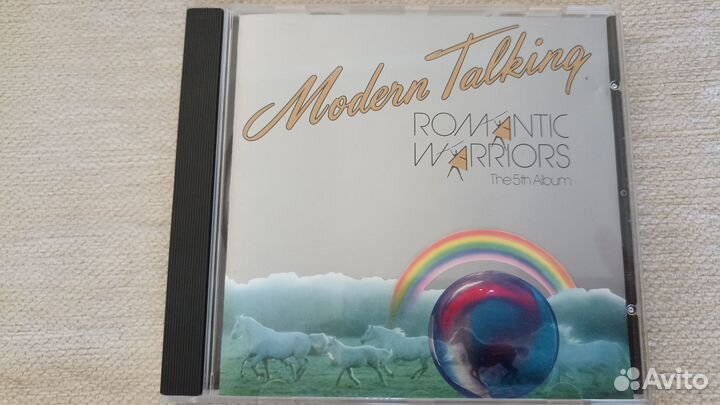 Modern Talking
ROMANTIC
WARRIORS
The 5th Album
Avito